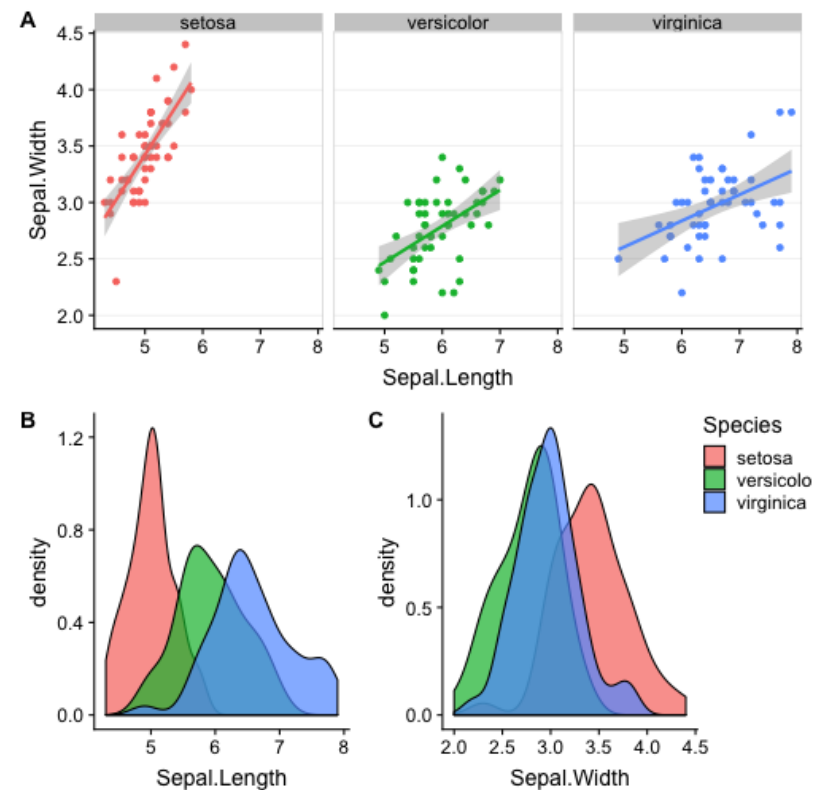 A
setosa
versicolor
virginica
Sepal.Width
4.5
4.0
3.5
3.0
2.5
2.0
5 6 7 8
5 6 7 8
5 6 7 8
Sepal.Length
B
density
1.2
0.8
0.4
0.0
5 6 7 8
Sepal.Length
C
density
1.0
0.5
0.0
2.0 2.5 3.0 3.5 4.0 4.5
Sepal.Width
Species
setosa
versicolo
virginica